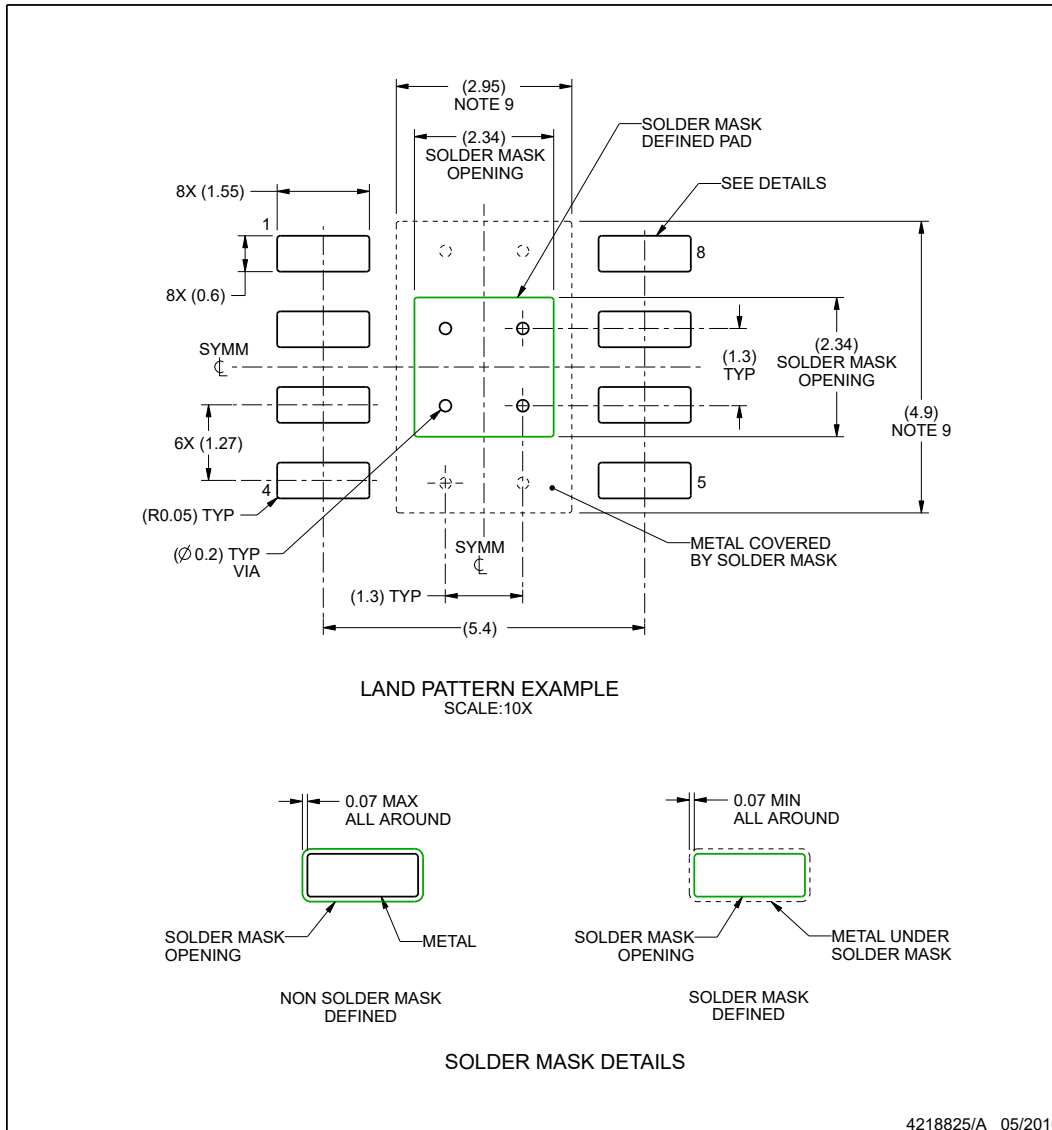 (2.95)
NOTE 9
(2.34)
SOLDER MASK
OPENING
SOLDER MASK
DEFINED PAD
8X (1.55)
SEE DETAILS
1
8
8X (0.6)
SYMM
℄
(1.3)
TYP
(2.34)
SOLDER MASK
OPENING
(4.9)
NOTE 9
6X (1.27)
4
5
(R0.05) TYP
(Ø 0.2) TYP
VIA
SYMM
℄
METAL COVERED
BY SOLDER MASK
(1.3) TYP
(5.4)
LAND PATTERN EXAMPLE
SCALE:10X
0.07 MAX
ALL AROUND
0.07 MIN
ALL AROUND
SOLDER MASK
OPENING
METAL
SOLDER MASK
OPENING
METAL UNDER
SOLDER MASK
NON SOLDER MASK
DEFINED
SOLDER MASK
DEFINED
SOLDER MASK DETAILS
4218825/A 05/201